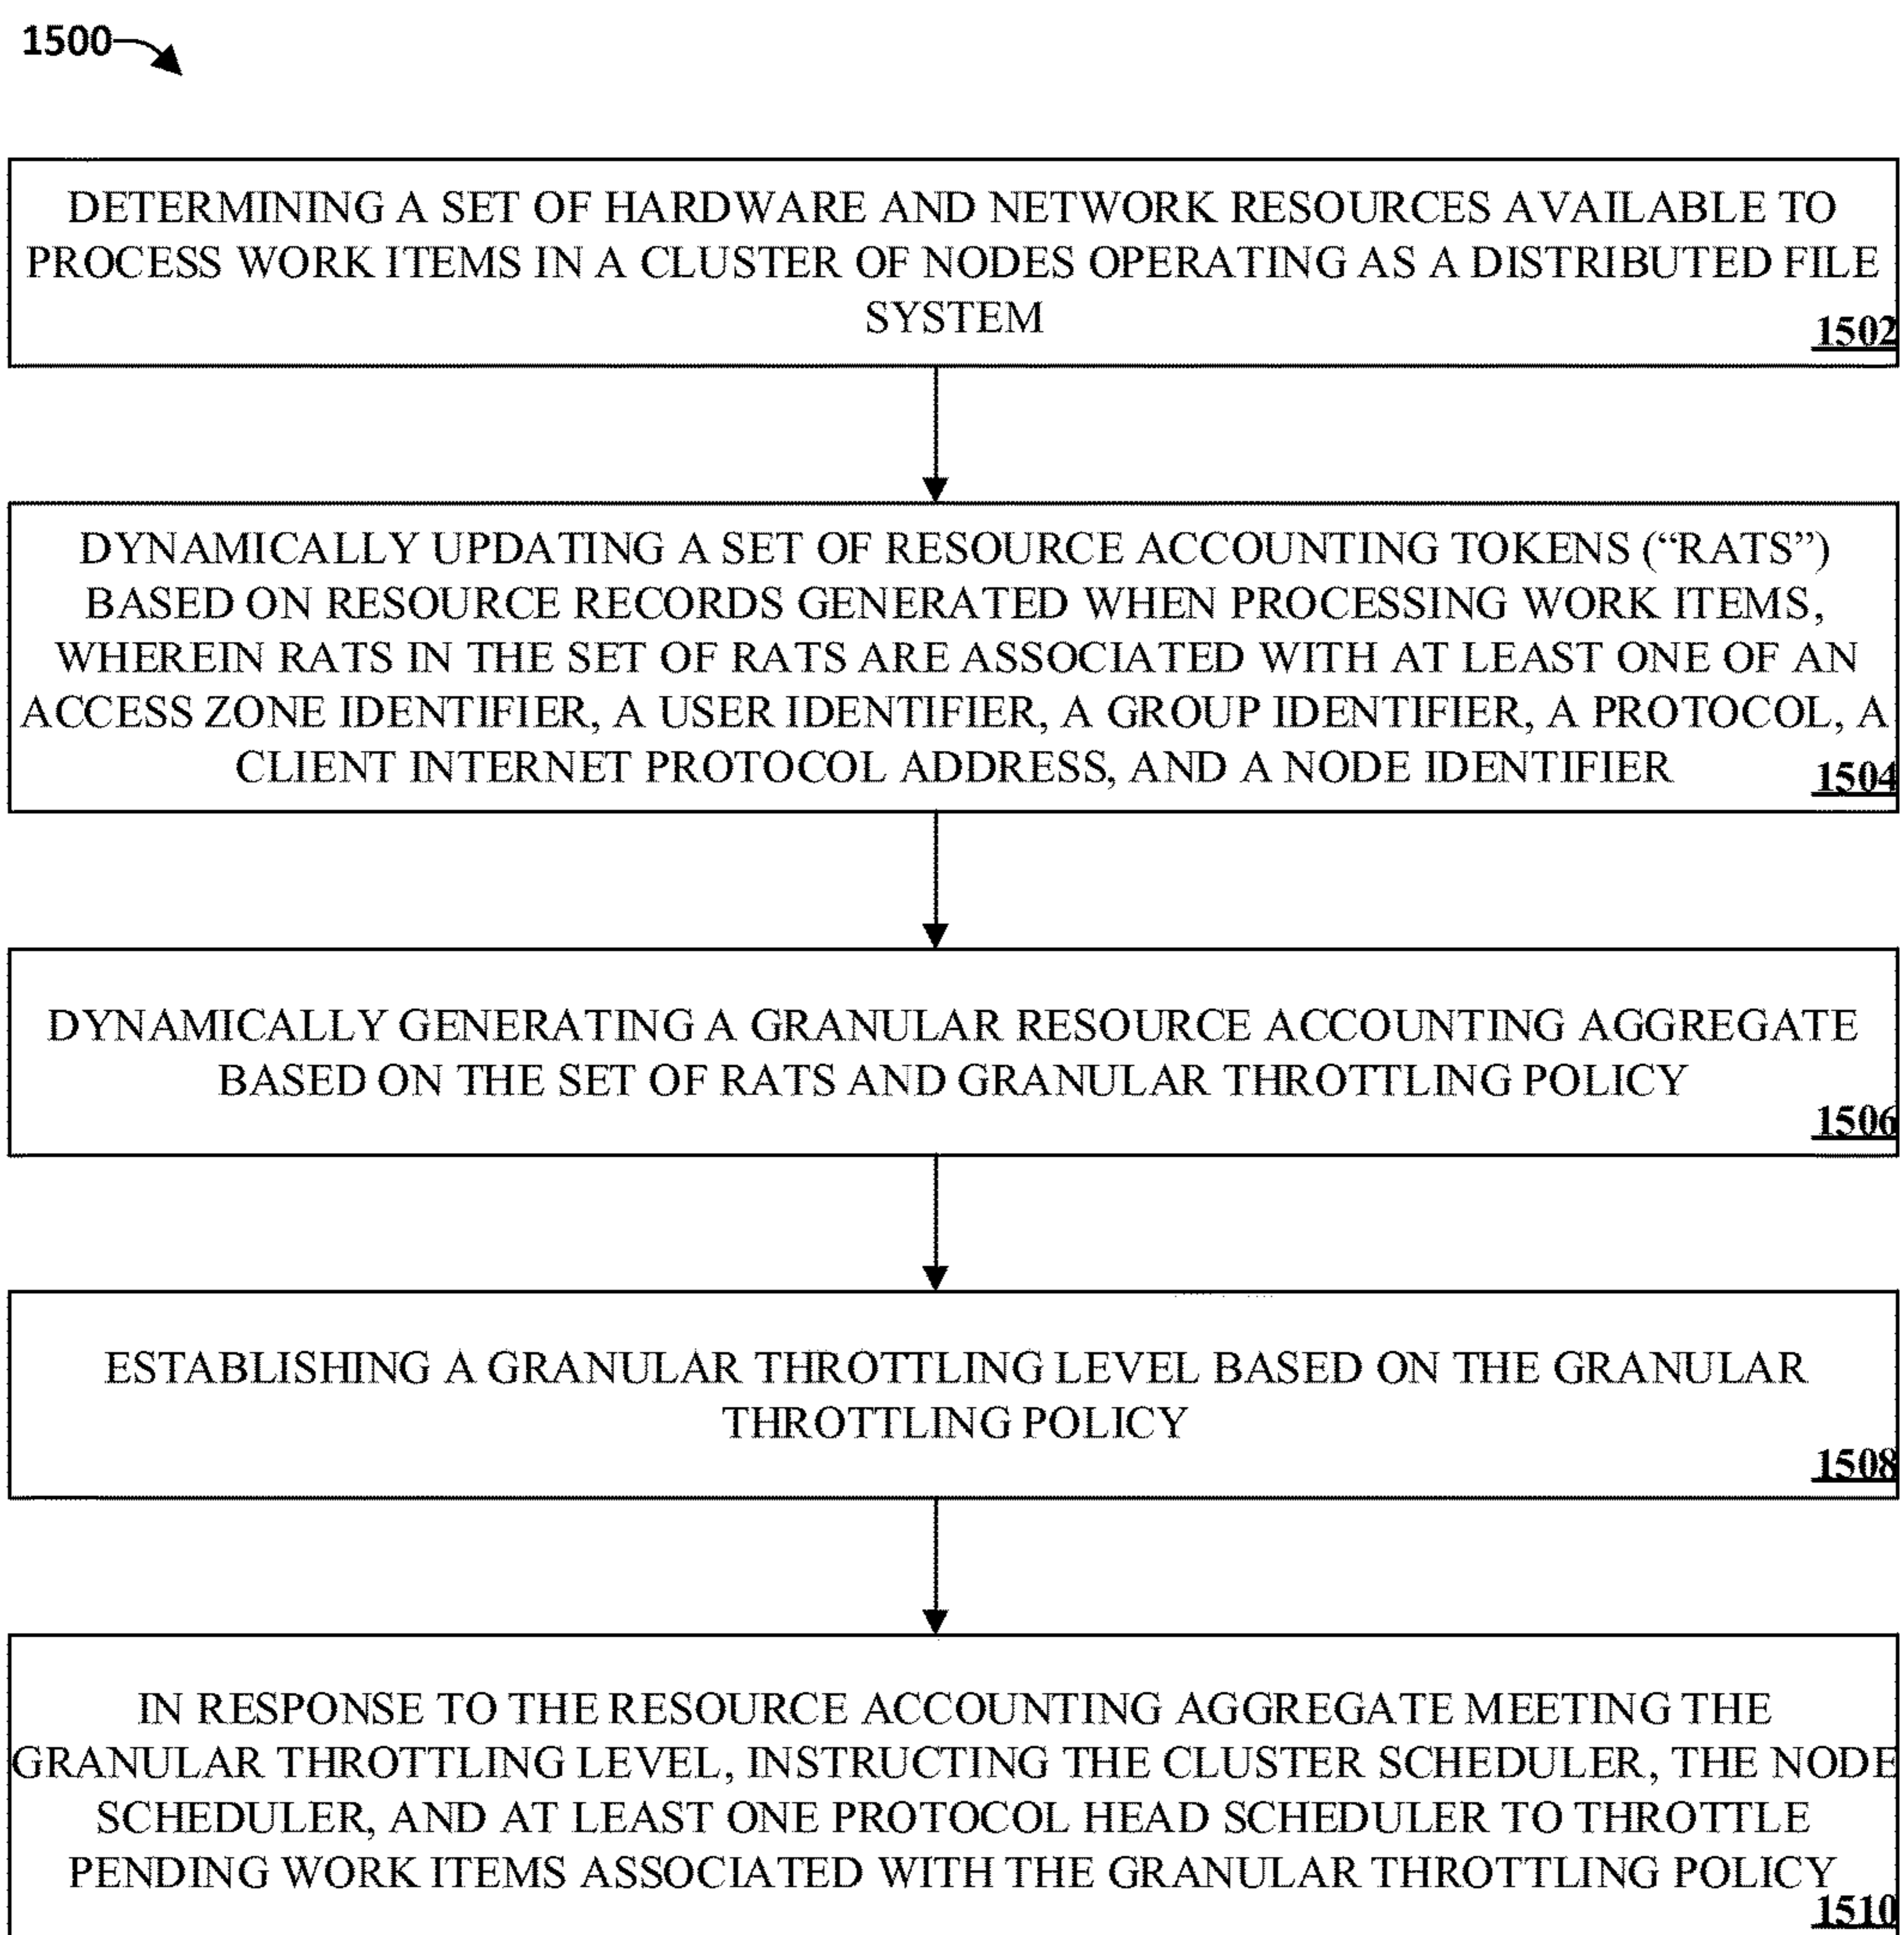 1500
DETERMINING A SET OF HARDWARE AND NETWORK RESOURCES AVAILABLE TO
PROCESS WORK ITEMS IN A CLUSTER OF NODES OPERATING AS A DISTRIBUTED FILE
SYSTEM
1502
DYNAMICALLY UPDATING A SET OF RESOURCE ACCOUNTING TOKENS (“RATS”)
BASED ON RESOURCE RECORDS GENERATED WHEN PROCESSING WORK ITEMS,
WHEREIN RATS IN THE SET OF RATS ARE ASSOCIATED WITH AT LEAST ONE OF AN
ACCESS ZONE IDENTIFIER, A USER IDENTIFIER, A GROUP IDENTIFIER, A PROTOCOL, A
CLIENT INTERNET PROTOCOL ADDRESS, AND A NODE IDENTIFIER
1504
DYNAMICALLY GENERATING A GRANULAR RESOURCE ACCOUNTING AGGREGATE
BASED ON THE SET OF RATS AND GRANULAR THROTTLING POLICY
1506
ESTABLISHING A GRANULAR THROTTLING LEVEL BASED ON THE GRANULAR
THROTTLING POLICY
1508
IN RESPONSE TO THE RESOURCE ACCOUNTING AGGREGATE MEETING THE
GRANULAR THROTTLING LEVEL, INSTRUCTING THE CLUSTER SCHEDULER, THE NODE
SCHEDULER, AND AT LEAST ONE PROTOCOL HEAD SCHEDULER TO THROTTLE
PENDING WORK ITEMS ASSOCIATED WITH THE GRANULAR THROTTLING POLICY
1510